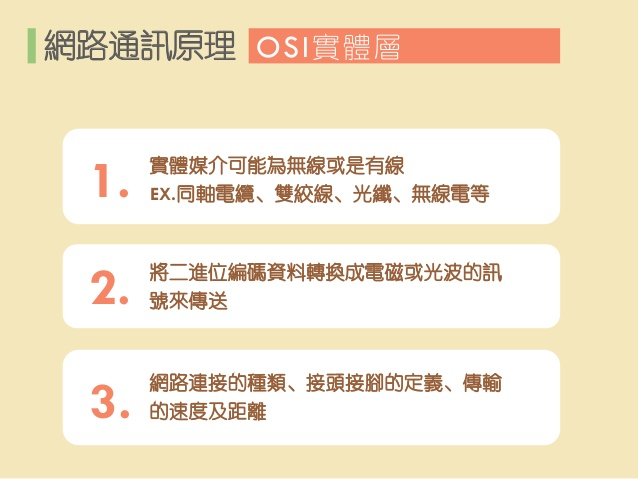 網路通訊原理 OSI實體層
1. 實體媒介可能為無線或是有線
EX.同軸電纜、雙絞線、光纖、無線電等
2. 將二進位編碼資料轉換成電磁或光波的訊
號來傳送
3. 網路連接的種類、接頭接腳的定義、傳輸
的速度及距離